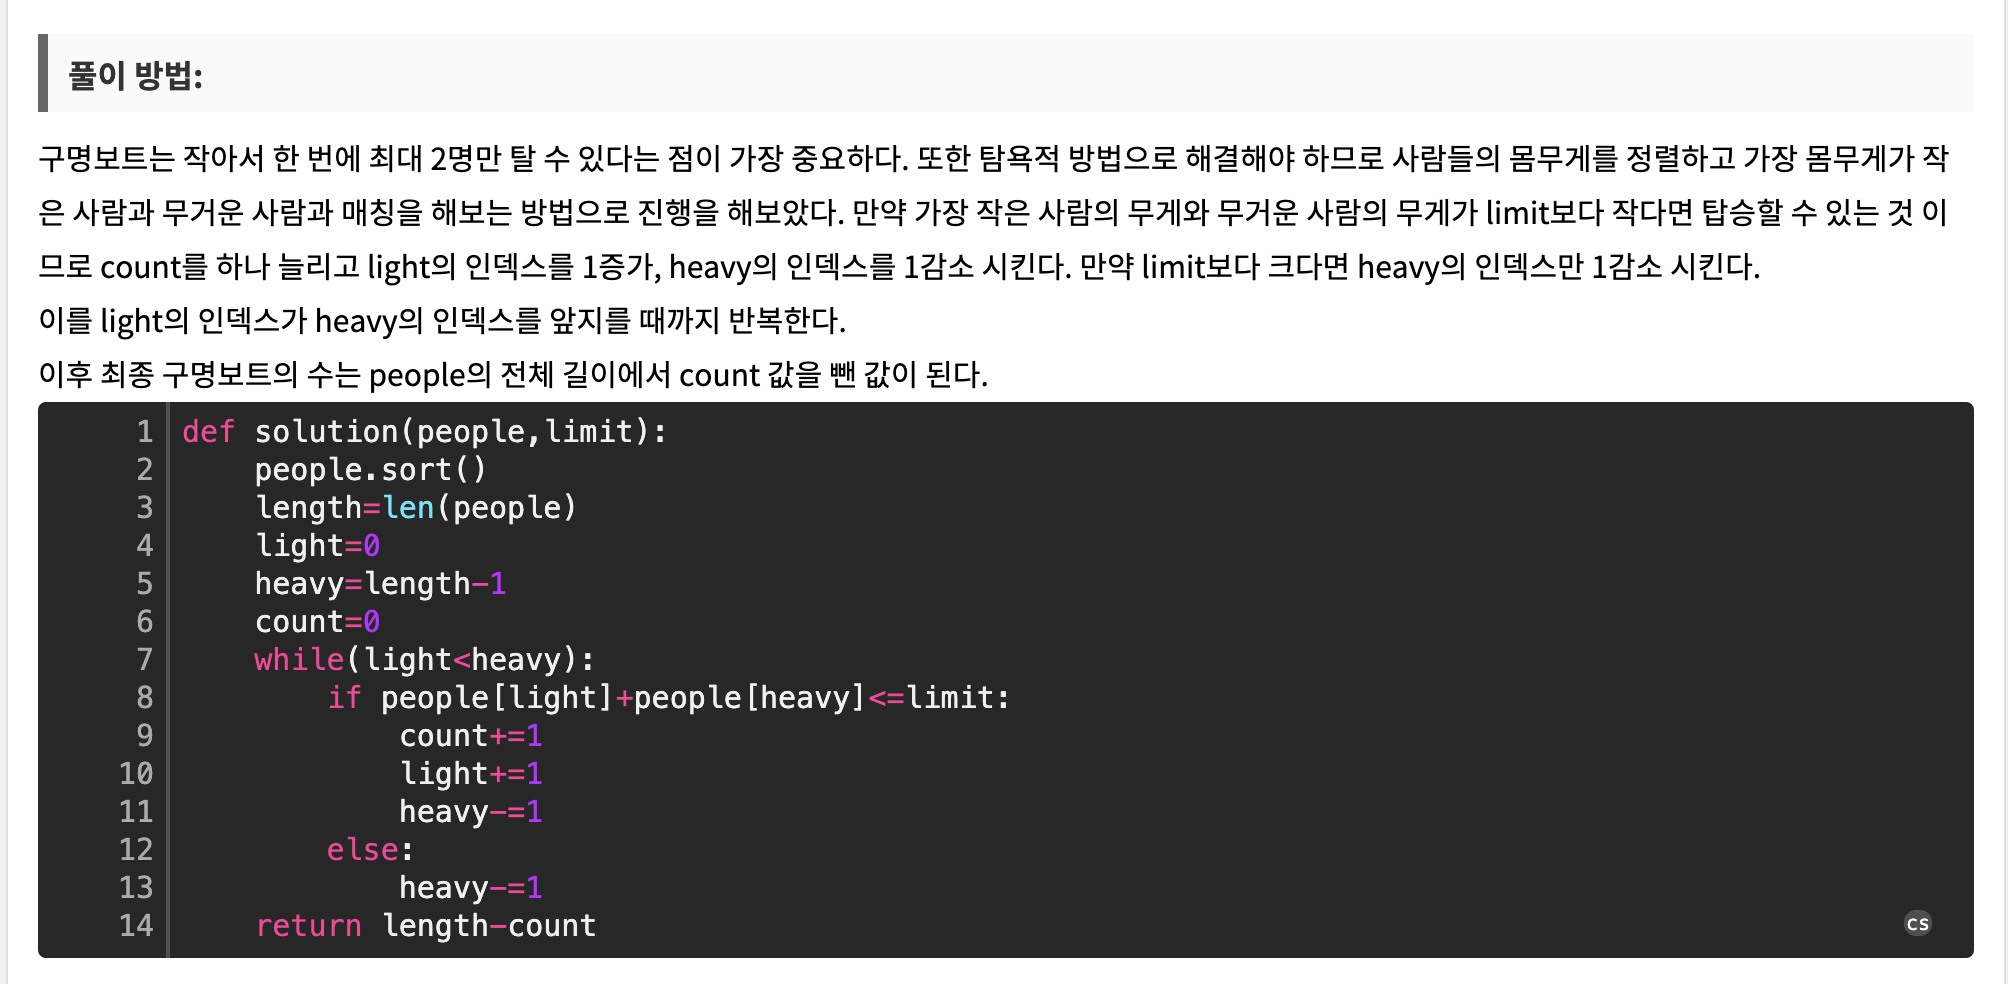 풀이 방법:
구명보트는 작아서 한 번에 최대 2명만 탈 수 있다는 점이 가장 중요하다. 또한 탐욕적 방법으로 해결해야 하므로 사람들의 몸무게를 정렬하고 가장 몸무게가 작
은 사람과 무거운 사람과 매칭을 해보는 방법으로 진행을 해보았다. 만약 가장 작은 사람의 무게와 무거운 사람의 무게가 limit보다 작다면 탑승할 수 있는 것 이
므로 count를 하나 늘리고 light의 인덱스를 1증가, heavy의 인덱스를 1감소 시킨다. 만약 limit보다 크다면 heavy의 인덱스만 1감소 시킨다.
이를 light의 인덱스가 heavy의 인덱스를 앞지를 때까지 반복한다.
이후 최종 구명보트의 수는 people의 전체 길이에서 count 값을 뺀 값이 된다.
1 def solution(people,limit):
2     people.sort()
3     length=len(people)
4     light=0
5     heavy=length-1
6     count=0
7     while(light<heavy):
8         if people[light]+people[heavy]<=limit:
9             count+=1
10             light+=1
11             heavy-=1
12         else:
13             heavy-=1
14     return length-count
cs